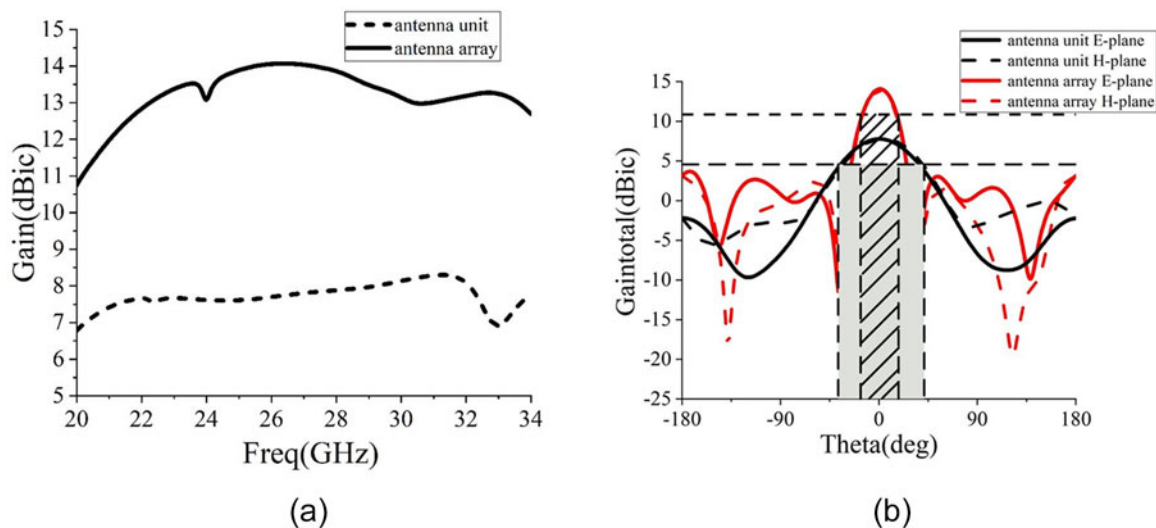 antenna unit
antenna array
15
14
13
12
11
10
9
8
7
6
5
Gain(dBic)
20 22 24 26 28 30 32 34
Freq(GHz)
(a)
antenna unit E-plane
antenna unit H-plane
antenna array E-plane
antenna array H-plane
15
10
5
0
-5
-10
-15
-20
-25
Gaintotal(dBic)
-180 -90 0 90 180
Theta(deg)
(b)